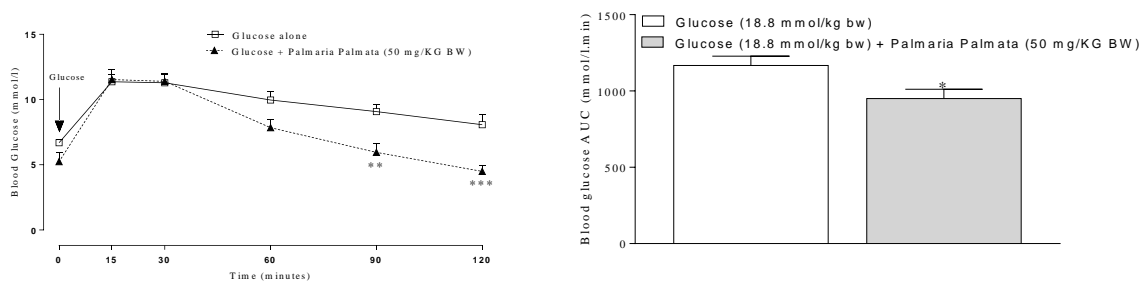 Glucose alone
Glucose + Palmaria Palmata (50 mg/KG BW)
15
10
5
0
Blood Glucose (mmol/l)
Glucose
**
***
0 15 30 60 90 120
Time (minutes)
Glucose (18.8 mmol/kg bw)
Glucose (18.8 mmol/kg bw) + Palmaria Palmata (50 mg/KG BW)
1500
1000
500
0
Blood glucose AUC (mmol/l.min)
*